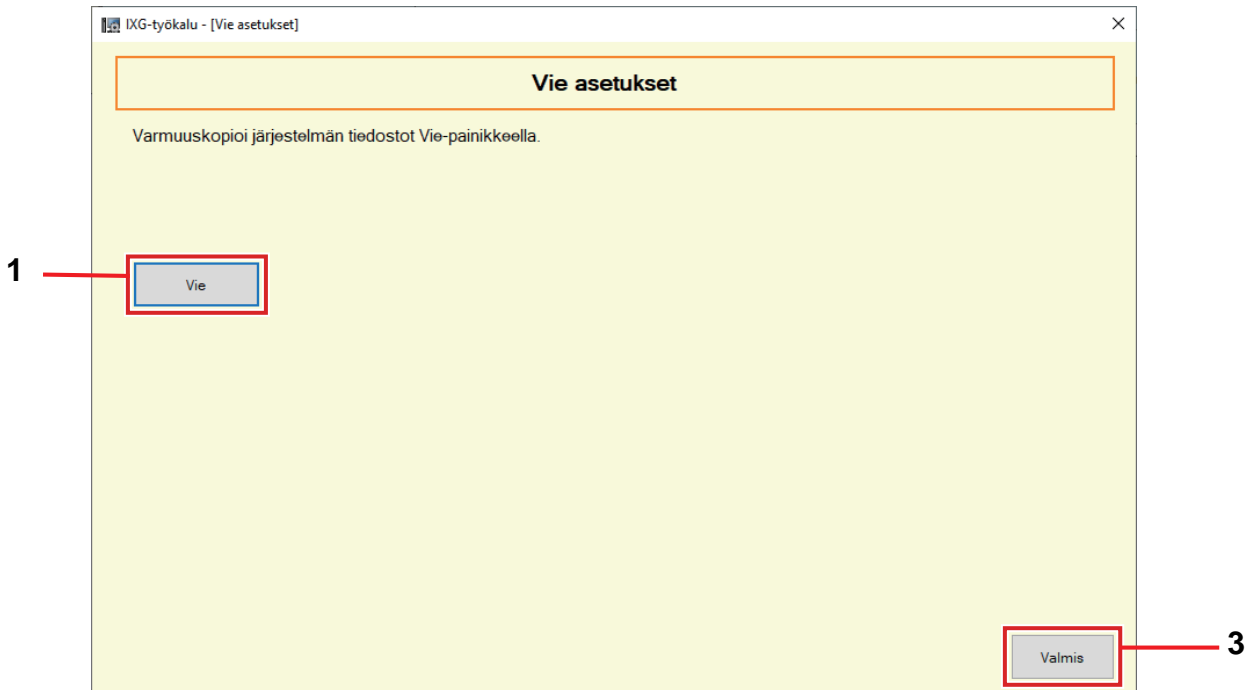 IXG-työkalu - [Vie asetukset]
Vie asetukset
Varmuuskopioi järjestelmän tiedostot Vie-painikkeella.
1
Vie
3
Valmis